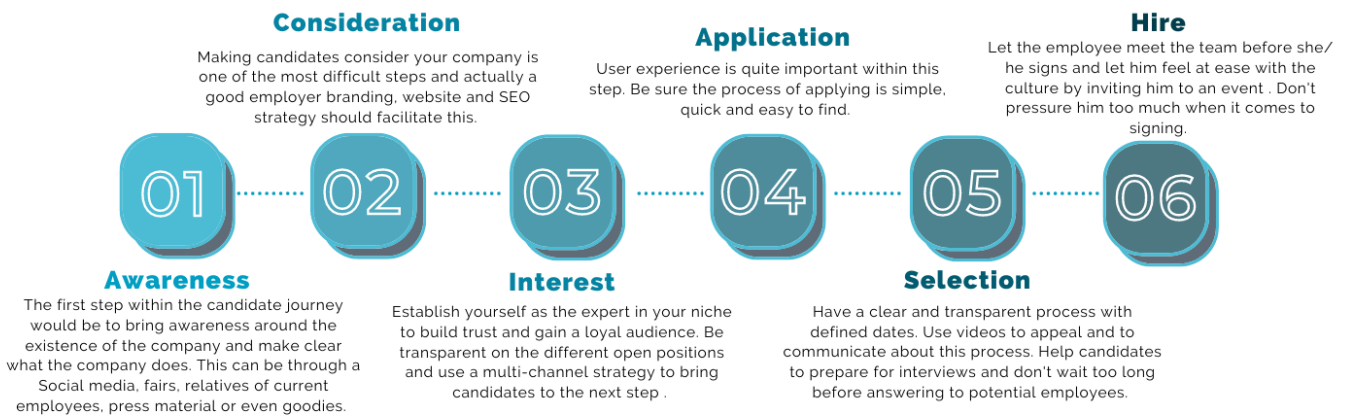 01
Awareness
The first step within the candidate journey
would be to bring awareness around the
existence of the company and make clear
what the company does. This can be through a
Social media, fairs, relatives of current
employees, press material or even goodies.
02
Consideration
Making candidates consider your company is
one of the most difficult steps and actually a
good employer branding, website and SEO
strategy should facilitate this.
03
Interest
Establish yourself as the expert in your niche
to build trust and gain a loyal audience. Be
transparent on the different open positions
and use a multi-channel strategy to bring
candidates to the next step .
04
Application
User experience is quite important within this
step. Be sure the process of applying is simple,
quick and easy to find.
05
Selection
Have a clear and transparent process with
defined dates. Use videos to appeal and to
communicate about this process. Help candidates
to prepare for interviews and don't wait too long
before answering to potential employees.
06
Hire
Let the employee meet the team before she/
he signs and let him feel at ease with the
culture by inviting him to an event . Don't
pressure him too much when it comes to
signing.